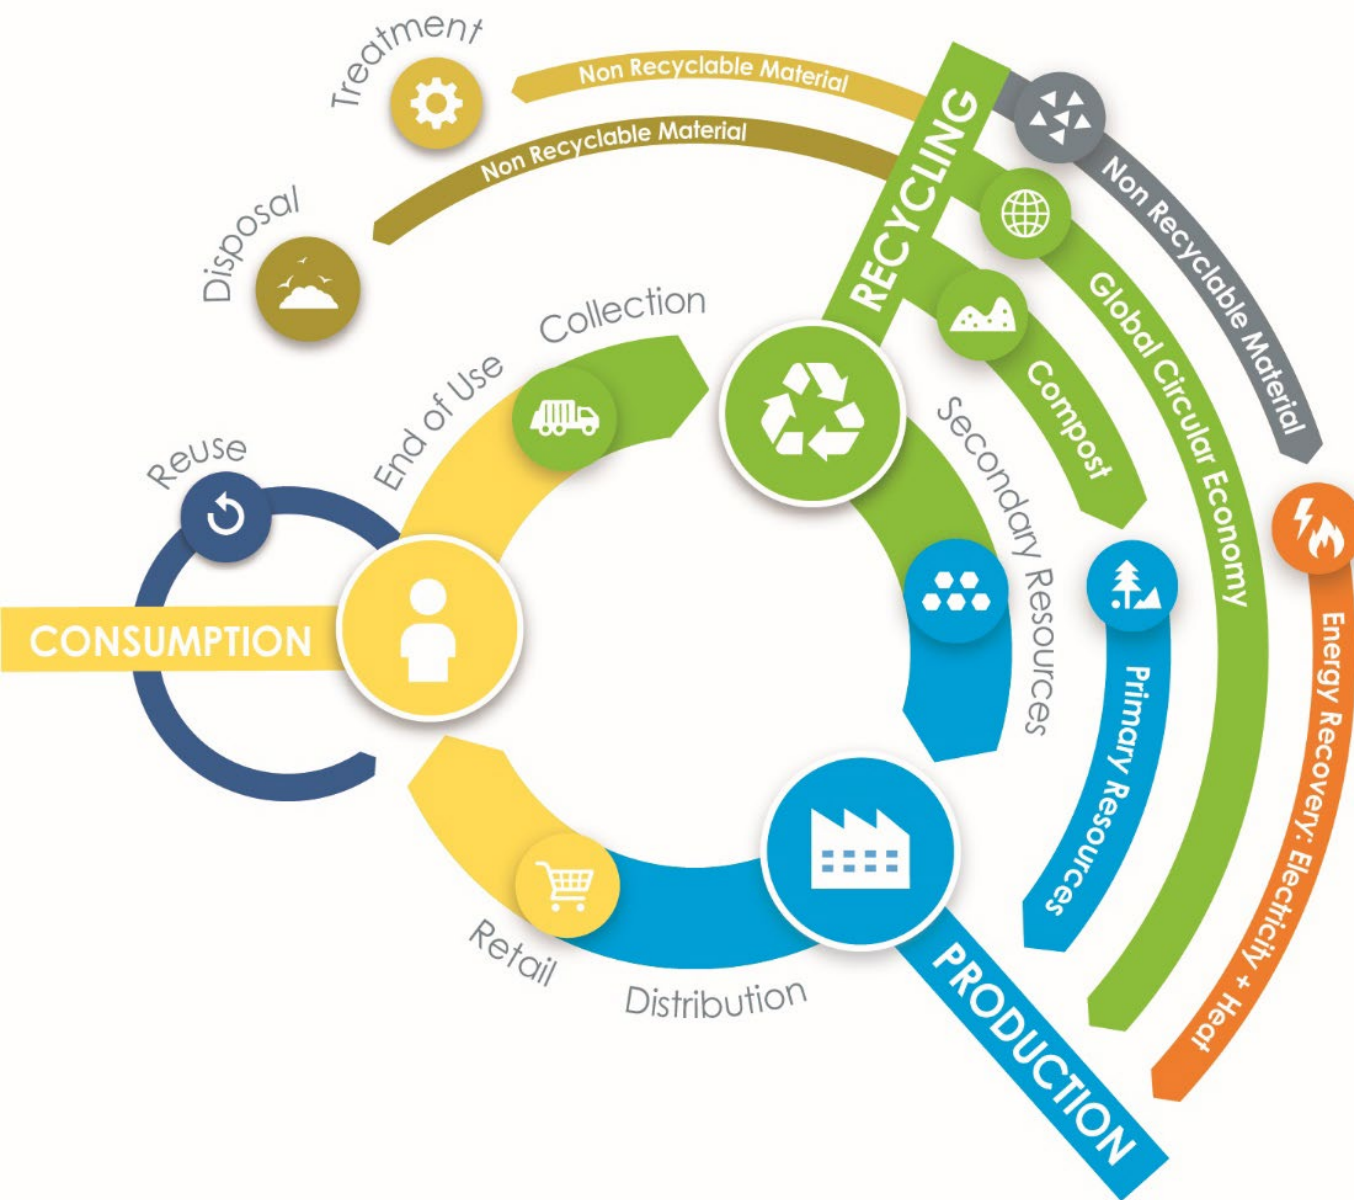 Treatment
Non Recyclable Material
Non Recyclable Material
Disposal
RECYCLING
Non Recyclable Material
Global Circular Economy
Compost
Collection
End of Use
Reuse
Secondary Resources
CONSUMPTION
Primary Resources
Energy Recovery: Electricity + Heat
Retail
Distribution
PRODUCTION